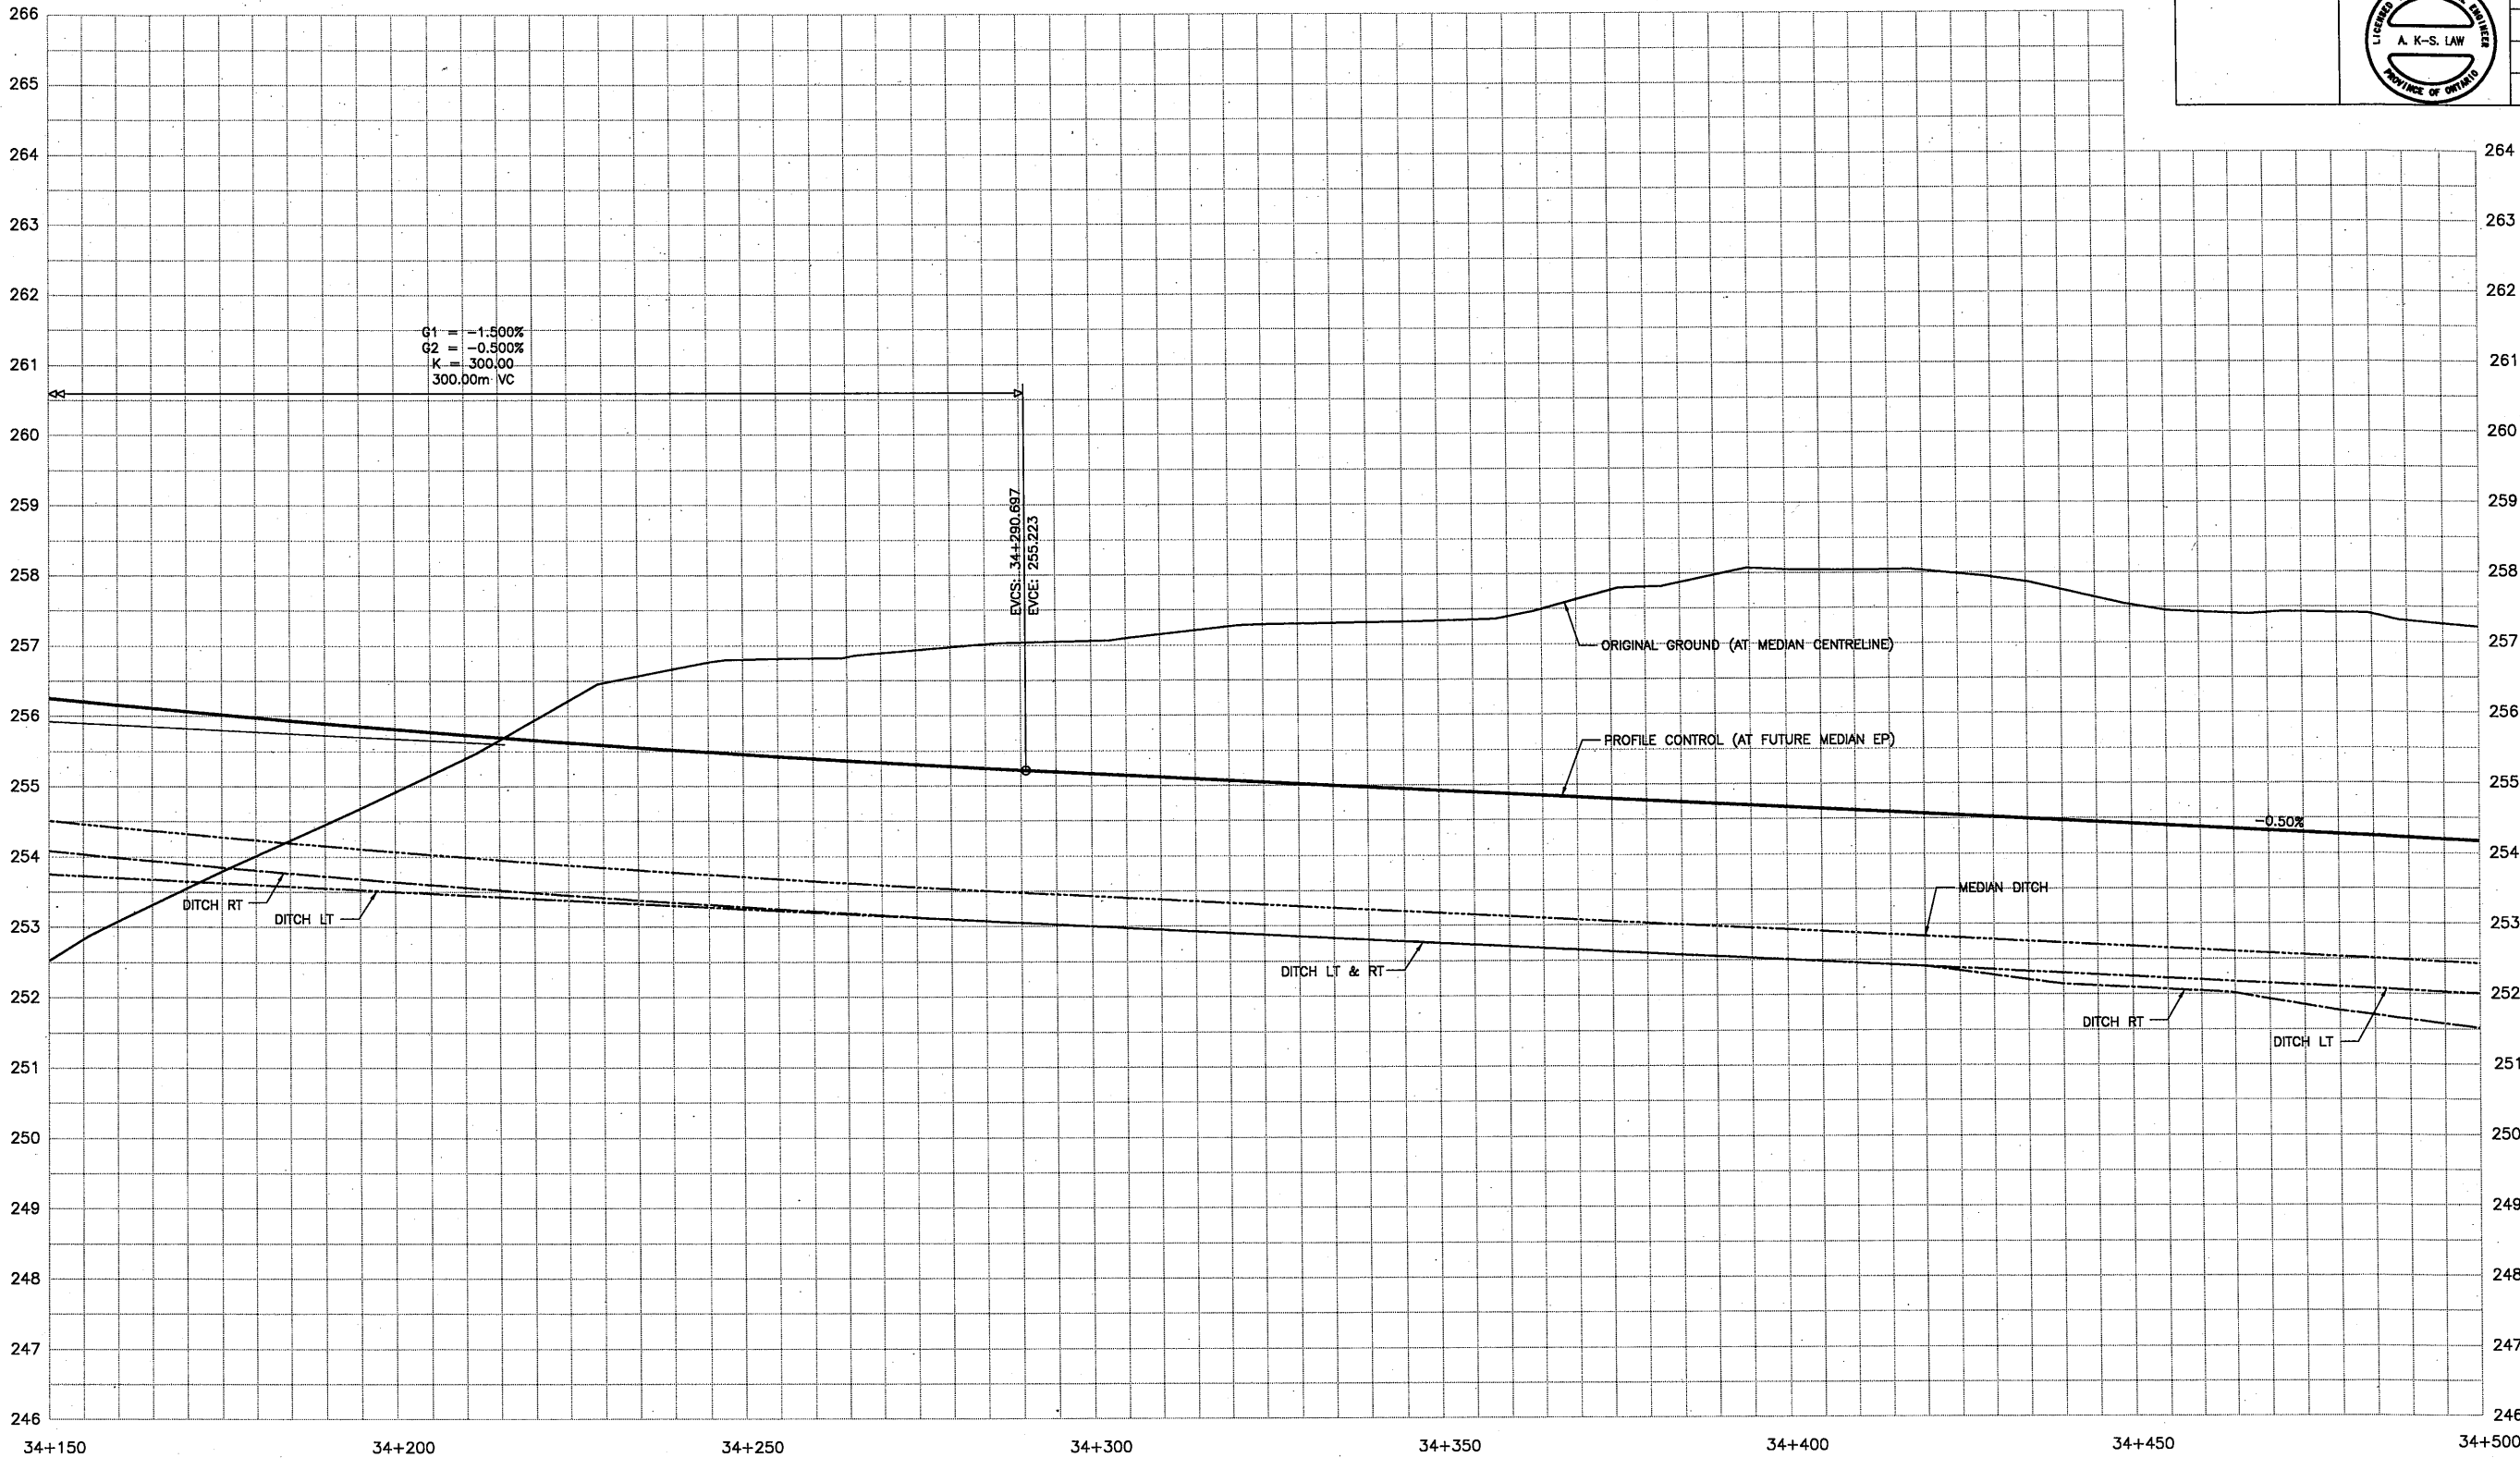 LICENSED
ENGINEER
A. K-S. LAW
PROVINCE OF ONTARIO
266
265
264
264
263
263
262
262
G1 = -1.500%
G2 = -0.500%
K = 300.00
300.00m VC
261
261
260
260
259
259
EVCS: 34+290.697
EVCE: 255.223
258
258
257
257
ORIGINAL GROUND (AT MEDIAN CENTRELINE)
256
256
PROFILE CONTROL (AT FUTURE MEDIAN EP)
255
255
-0.50%
254
254
MEDIAN DITCH
DITCH RT
DITCH LT
253
253
DITCH LT & RT
252
252
DITCH RT
DITCH LT
251
251
250
250
249
249
248
248
247
247
246
246
34+150
34+200
34+250
34+300
34+350
34+400
34+450
34+500